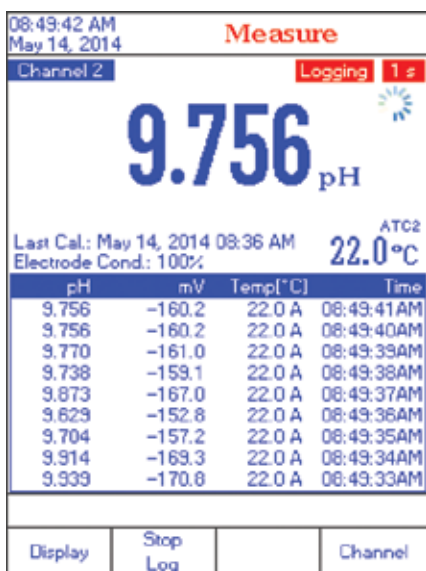 08:49:42 AM
May 14, 2014
Measure
Channel 2
Logging 1 s
9.756 pH
ATC2
22.0°C
Last Cal.: May 14, 2014 08:36 AM
Electrode Cond.: 100%
pH mV Temp[°C] Time
9.756 -160.2 22.0 A 08:49:41AM
9.756 -160.2 22.0 A 08:49:40AM
9.770 -161.0 22.0 A 08:49:39AM
9.738 -159.1 22.0 A 08:49:38AM
9.873 -167.0 22.0 A 08:49:37AM
9.629 -152.8 22.0 A 08:49:36AM
9.704 -157.2 22.0 A 08:49:35AM
9.914 -169.3 22.0 A 08:49:34AM
9.939 -170.8 22.0 A 08:49:33AM
Display
Stop
Log
Channel